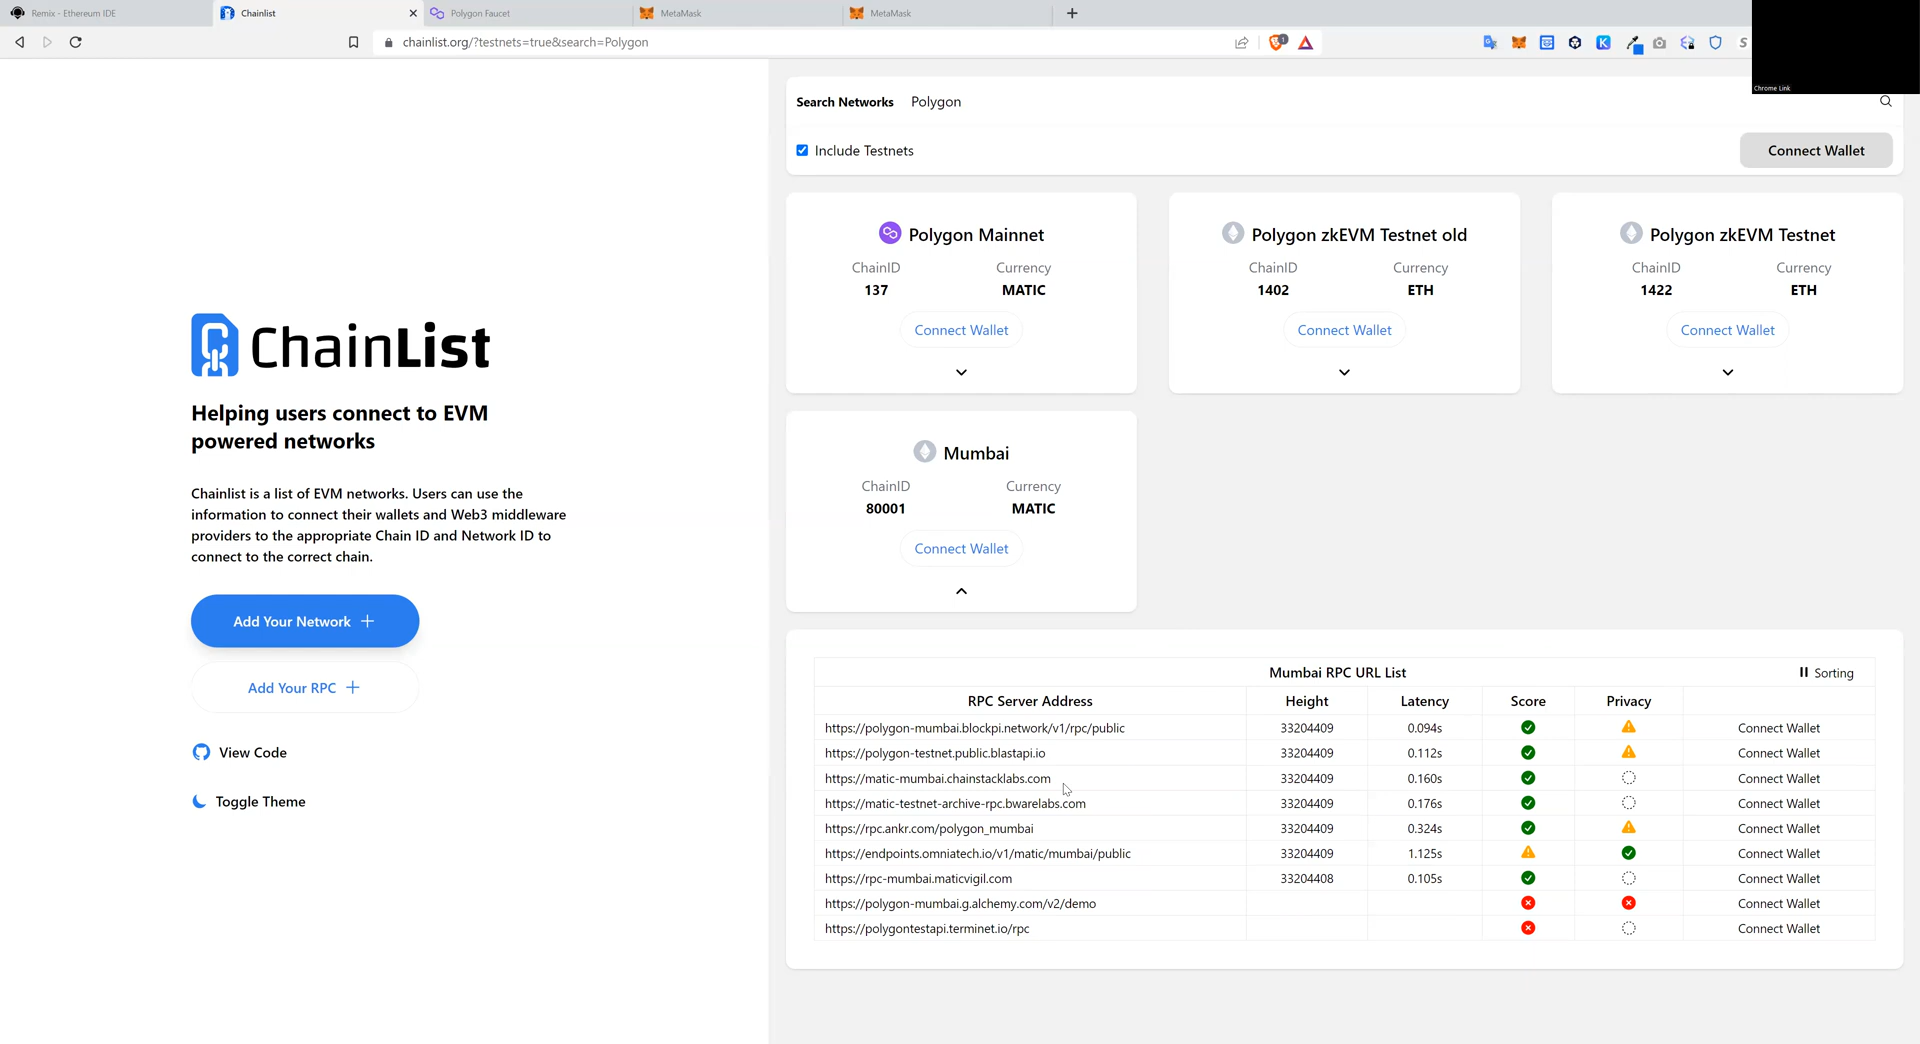 Remix - Ethereum IDE
Chainlist
Polygon Faucet
MetaMask
MetaMask
chainlist.org/?testnets=true&search=Polygon
Chrome Link
ChainList
Helping users connect to EVM
powered networks
Chainlist is a list of EVM networks. Users can use the
information to connect their wallets and Web3 middleware
providers to the appropriate Chain ID and Network ID to
connect to the correct chain.
Add Your Network
Add Your RPC
View Code
Toggle Theme
Search Networks Polygon
Include Testnets
Connect Wallet
Polygon Mainnet
ChainID Currency
137 MATIC
Connect Wallet
Polygon zkEVM Testnet old
ChainID Currency
1402 ETH
Connect Wallet
Polygon zkEVM Testnet
ChainID Currency
1422 ETH
Connect Wallet
Mumbai
ChainID Currency
80001 MATIC
Connect Wallet
Mumbai RPC URL List Sorting
RPC Server Address Height Latency Score Privacy
https://polygon-mumbai.blockpi.network/v1/rpc/public 33204409 0.094s Connect Wallet
https://polygon-testnet.public.blastapi.io 33204409 0.112s Connect Wallet
https://matic-mumbai.chainstacklabs.com 33204409 0.160s Connect Wallet
https://matic-testnet-archive-rpc.bwarelabs.com 33204409 0.176s Connect Wallet
https://rpc.ankr.com/polygon_mumbai 33204409 0.324s Connect Wallet
https://endpoints.omniatech.io/v1/matic/mumbai/public 33204409 1.125s Connect Wallet
https://rpc-mumbai.maticvigil.com 33204408 0.105s Connect Wallet
https://polygon-mumbai.g.alchemy.com/v2/demo Connect Wallet
https://polygontestapi.terminet.io/rpc Connect Wallet